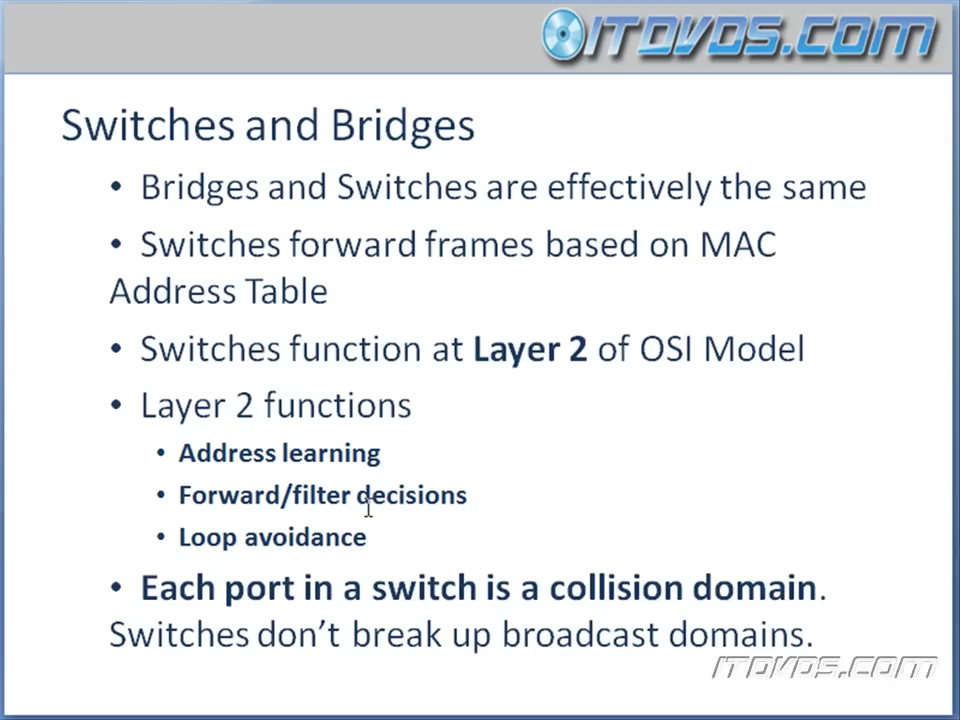 ITDVDS.COM
Switches and Bridges
• Bridges and Switches are effectively the same
• Switches forward frames based on MAC
Address Table
• Switches function at Layer 2 of OSI Model
• Layer 2 functions
• Address learning
• Forward/filter decisions
• Loop avoidance
• Each port in a switch is a collision domain.
Switches don’t break up broadcast domains.
ITDVDS.COM